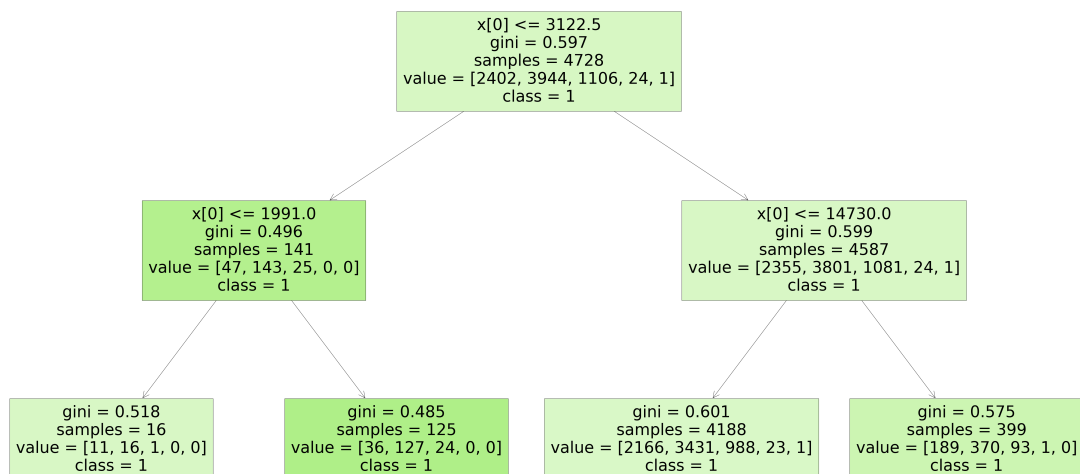 x[0] <= 3122.5
gini = 0.597
samples = 4728
value = [2402, 3944, 1106, 24, 1]
class = 1
x[0] <= 1991.0
gini = 0.496
samples = 141
value = [47, 143, 25, 0, 0]
class = 1
x[0] <= 14730.0
gini = 0.599
samples = 4587
value = [2355, 3801, 1081, 24, 1]
class = 1
gini = 0.518
samples = 16
value = [11, 16, 1, 0, 0]
class = 1
gini = 0.485
samples = 125
value = [36, 127, 24, 0, 0]
class = 1
gini = 0.601
samples = 4188
value = [2166, 3431, 988, 23, 1]
class = 1
gini = 0.575
samples = 399
value = [189, 370, 93, 1, 0]
class = 1